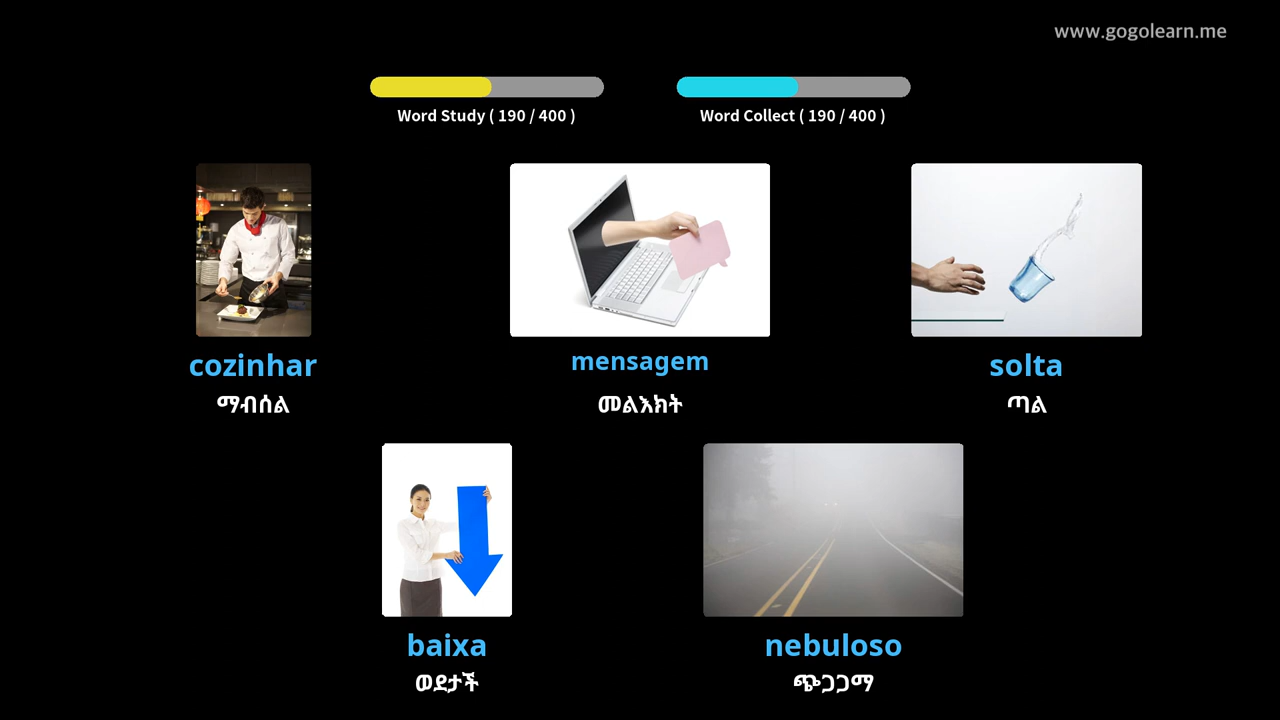 www.gogolearn.me
Word Study ( 190 / 400 )
Word Collect ( 190 / 400 )
cozinhar
ማብሰል
mensagem
መልእክት
solta
ጣል
baixa
ወደታች
nebuloso
ጭጋጋማ